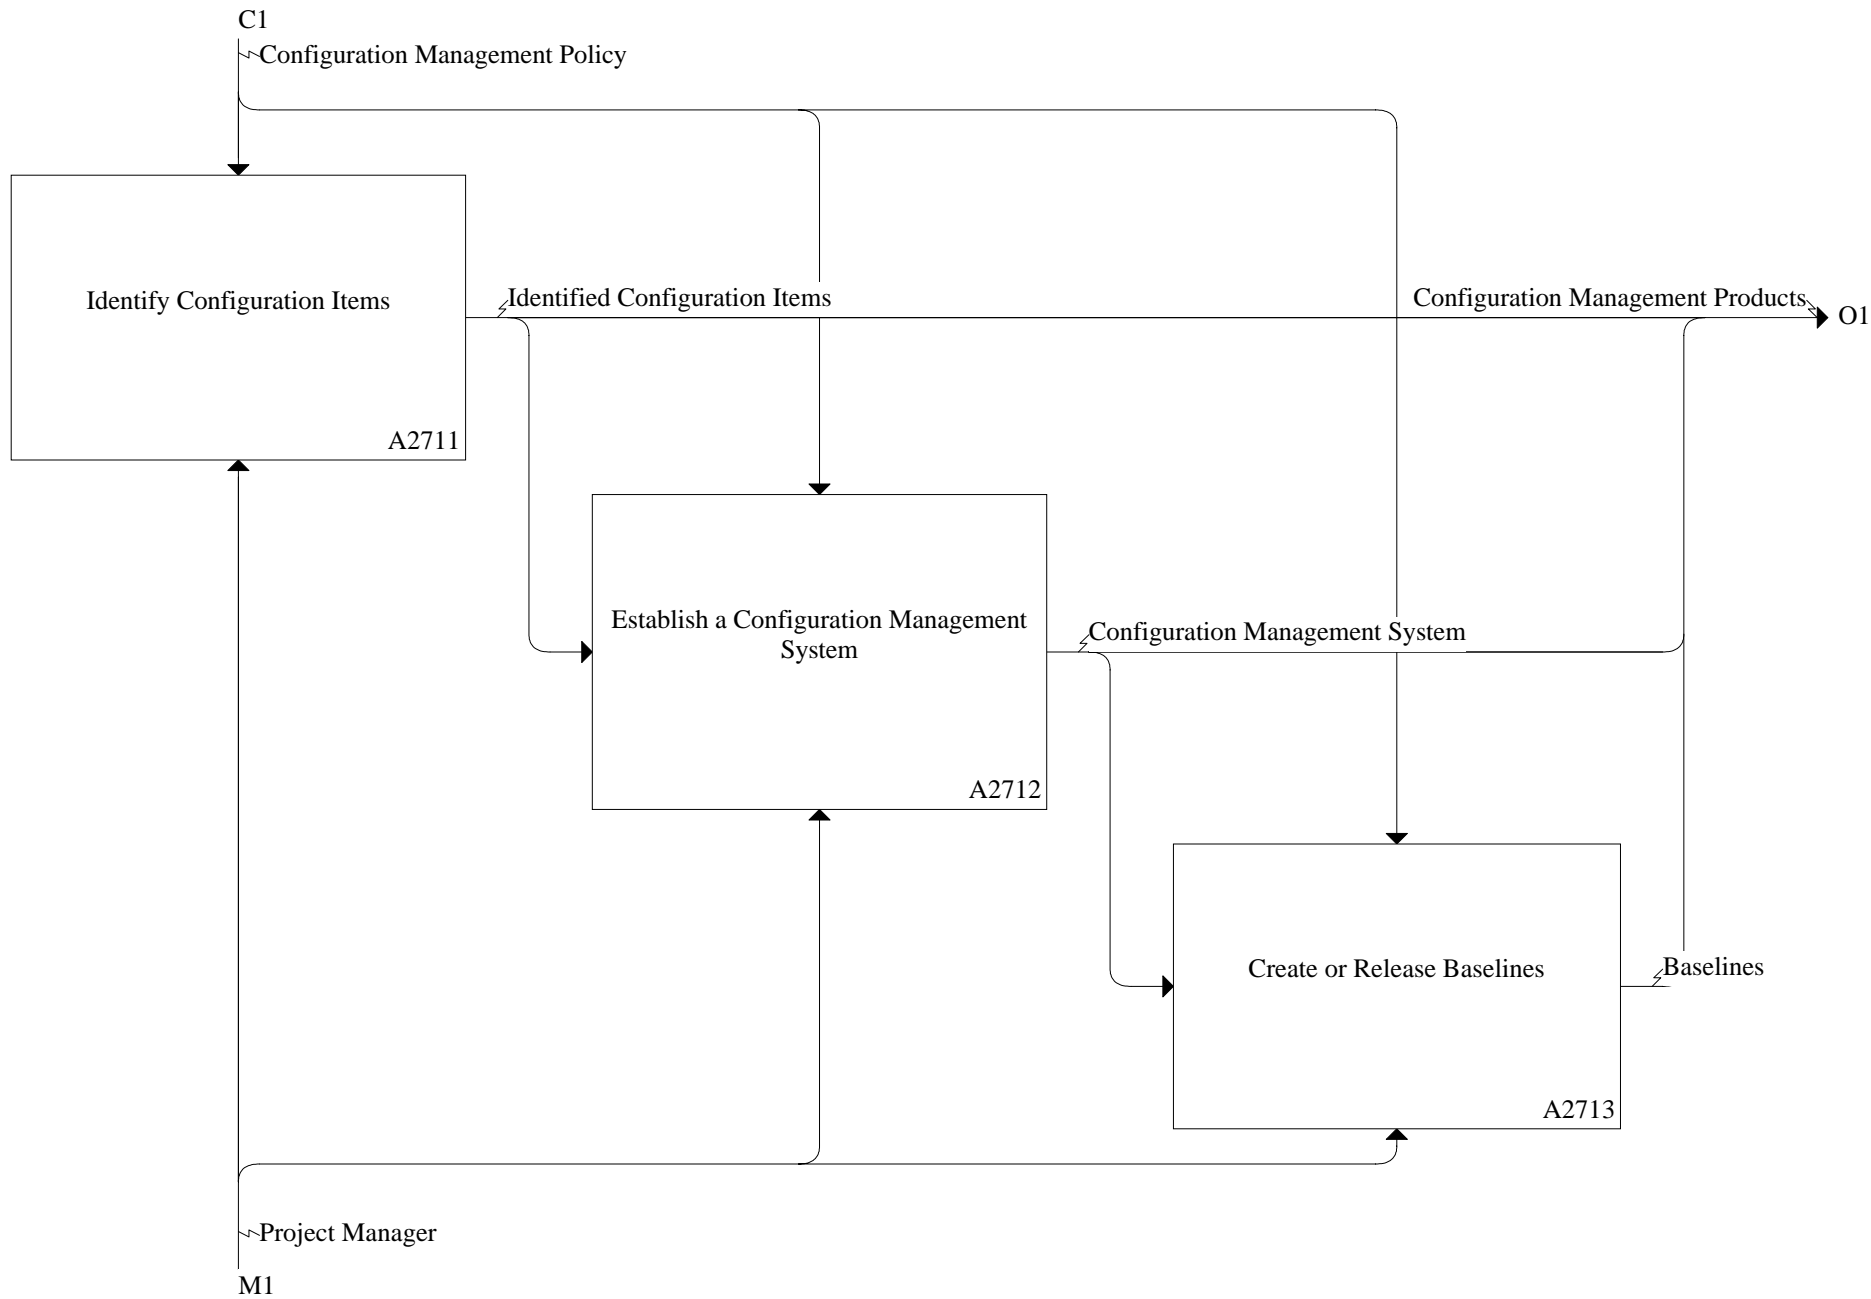 C1
Configuration Management Policy
Identify Configuration Items
A2711
Identified Configuration Items
Configuration Management Products
O1
Establish a Configuration Management
System
A2712
Configuration Management System
Create or Release Baselines
A2713
Baselines
Project Manager
M1